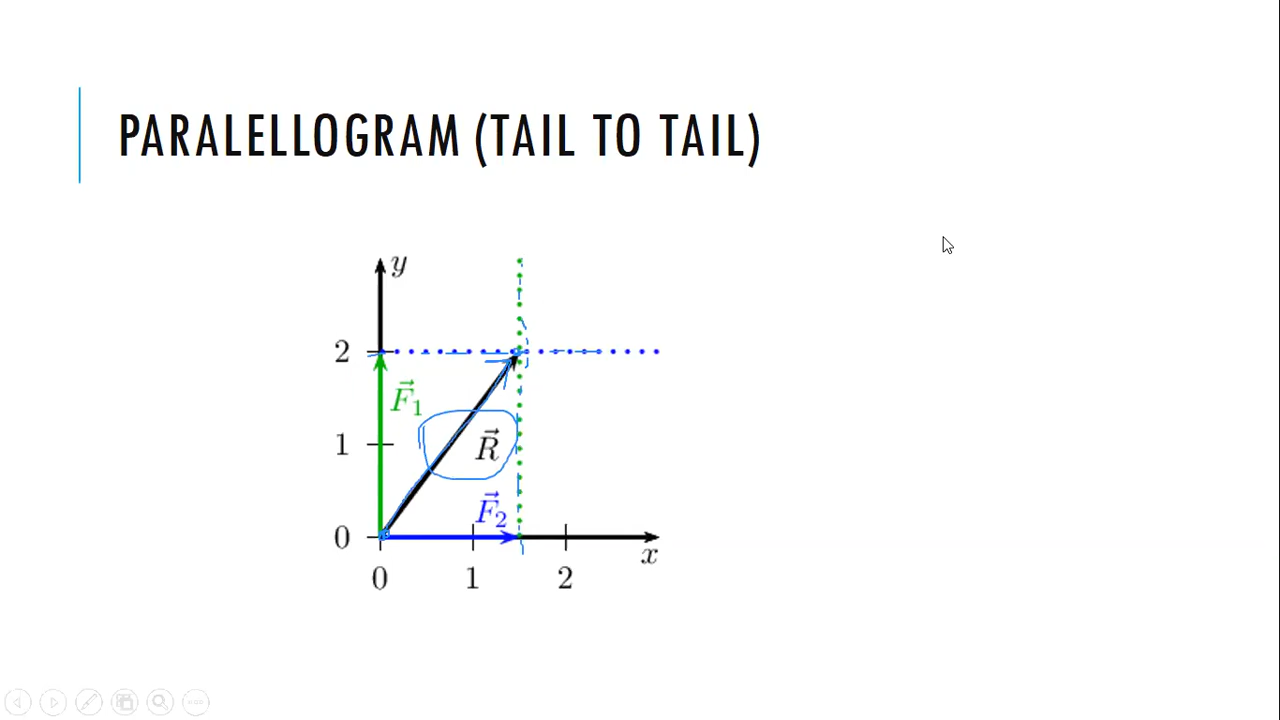 PARALELLOGRAM (TAIL TO TAIL)
y
2
F⃗₁
1
R⃗
F⃗₂
0
x
0 1 2